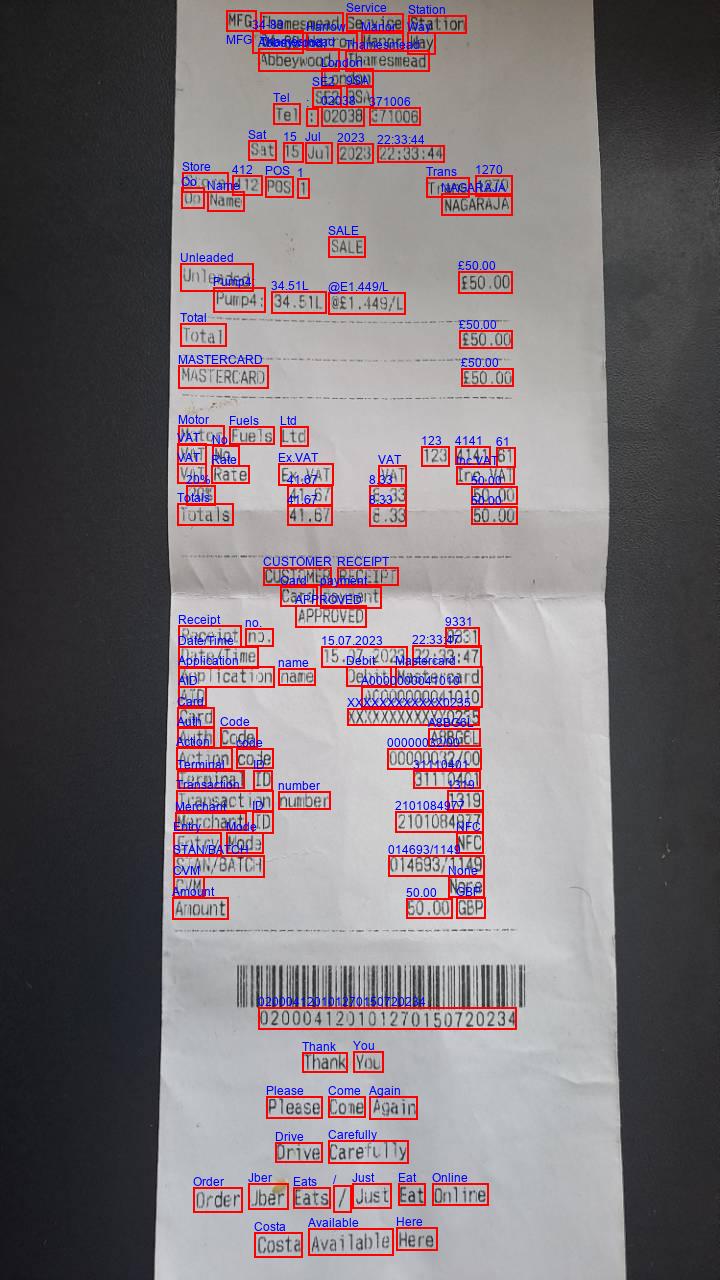 MFG Thamesmead Service Station
34-88 Harrow Manor Way
Abbeywood Thamesmead
London
SE2 9SA
Tel : 02038 371006
Sat 15 Jul 2023 22:33:44
Store 412 POS 1 Trans 1270
Op Name NAGARAJA
SALE
Unleaded £50.00
Pump4: 34.51L @£1.449/L
Total £50.00
MASTERCARD £50.00
Motor Fuels Ltd
VAT No. 123 4141 61
VAT Rate Ex.VAT VAT Inc.VAT
20% 41.67 8.33 50.00
Totals 41.67 8.33 50.00
CUSTOMER RECEIPT
Card payment
APPROVED
Receipt no. 9331
Date/Time 15.07.2023 22:33:47
Application name Debit Mastercard
AID A0000000041010
Card XXXXXXXXXXXX0235
Auth Code A8BG6L
Action code 00000032/00
Terminal ID 31110401
Transaction number 1319
Merchant ID 2101084977
Entry Mode NFC
STAN/BATCH 014693/1149
CVM None
Amount 50.00 GBP
020004120101270150720234
Thank You
Please Come Again
Drive Carefully
Order Uber Eats / Just Eat Online
Costa Available Here